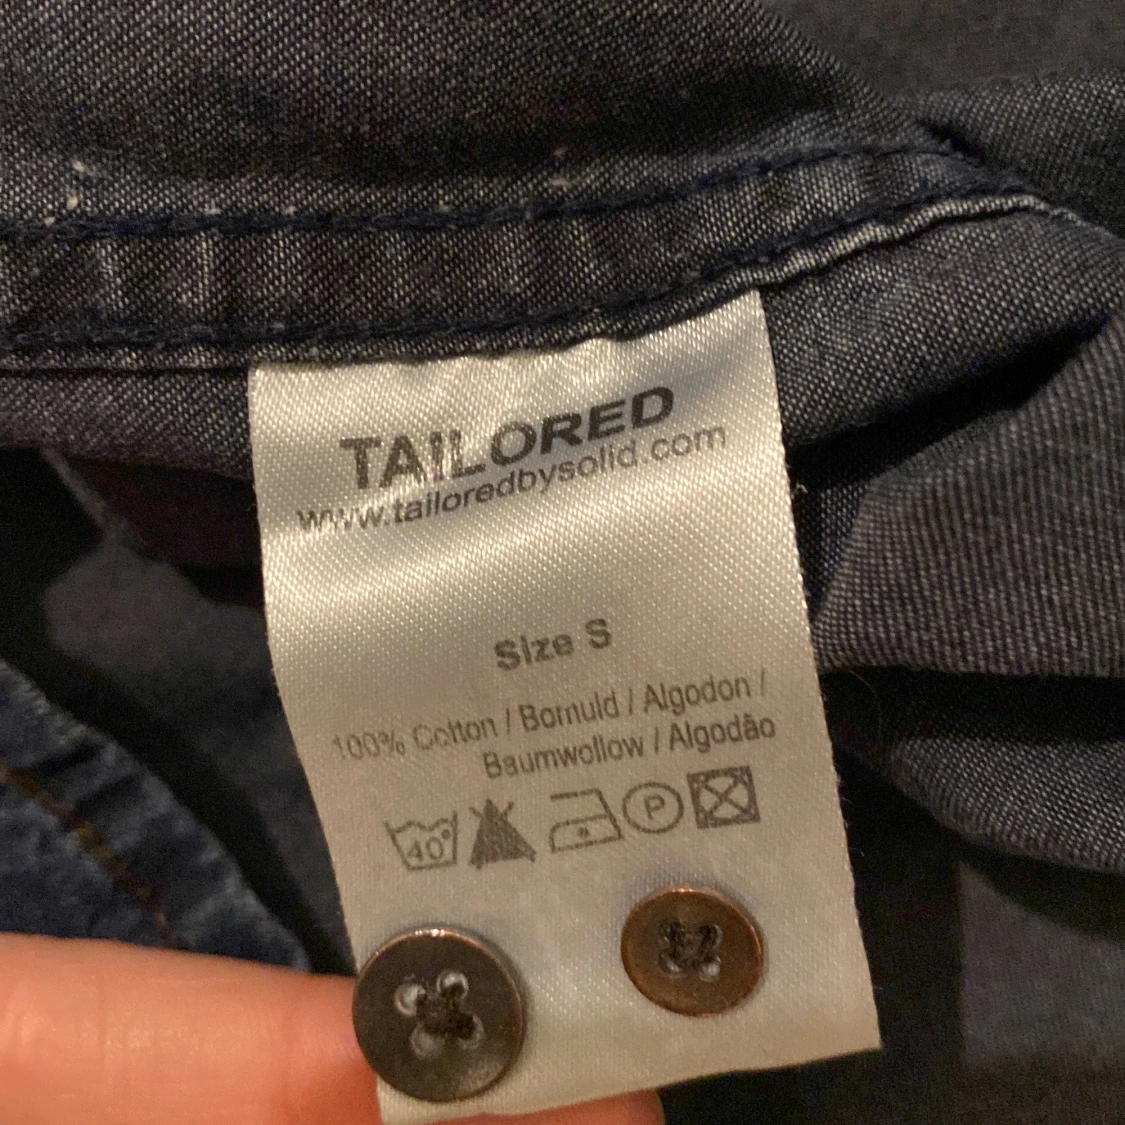 TAILORED
www.tailoredbysolid.com
Size S
100% Cotton / Bomuld / Algodon /
Baumwollow / Algodão
40° P